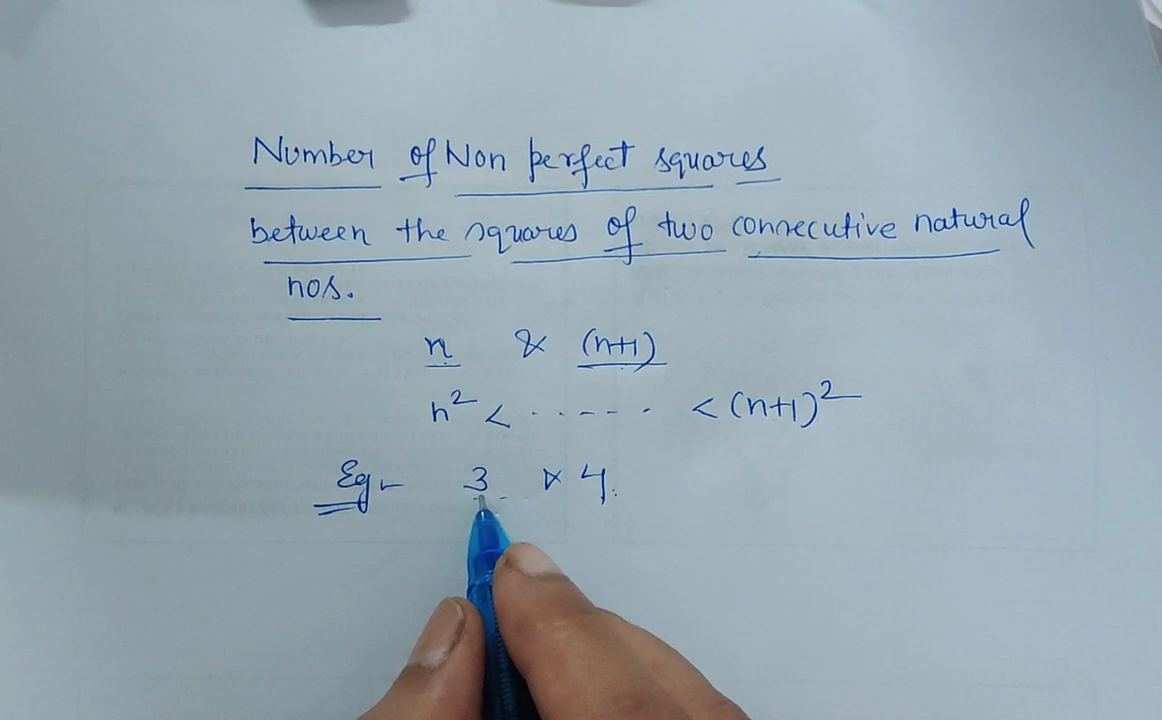 Number of Non perfect squares
between the squares of two consecutive natural
nos.
n & (n+1)
n² < ..---. < (n+1)²
Eg- 3 & 4.